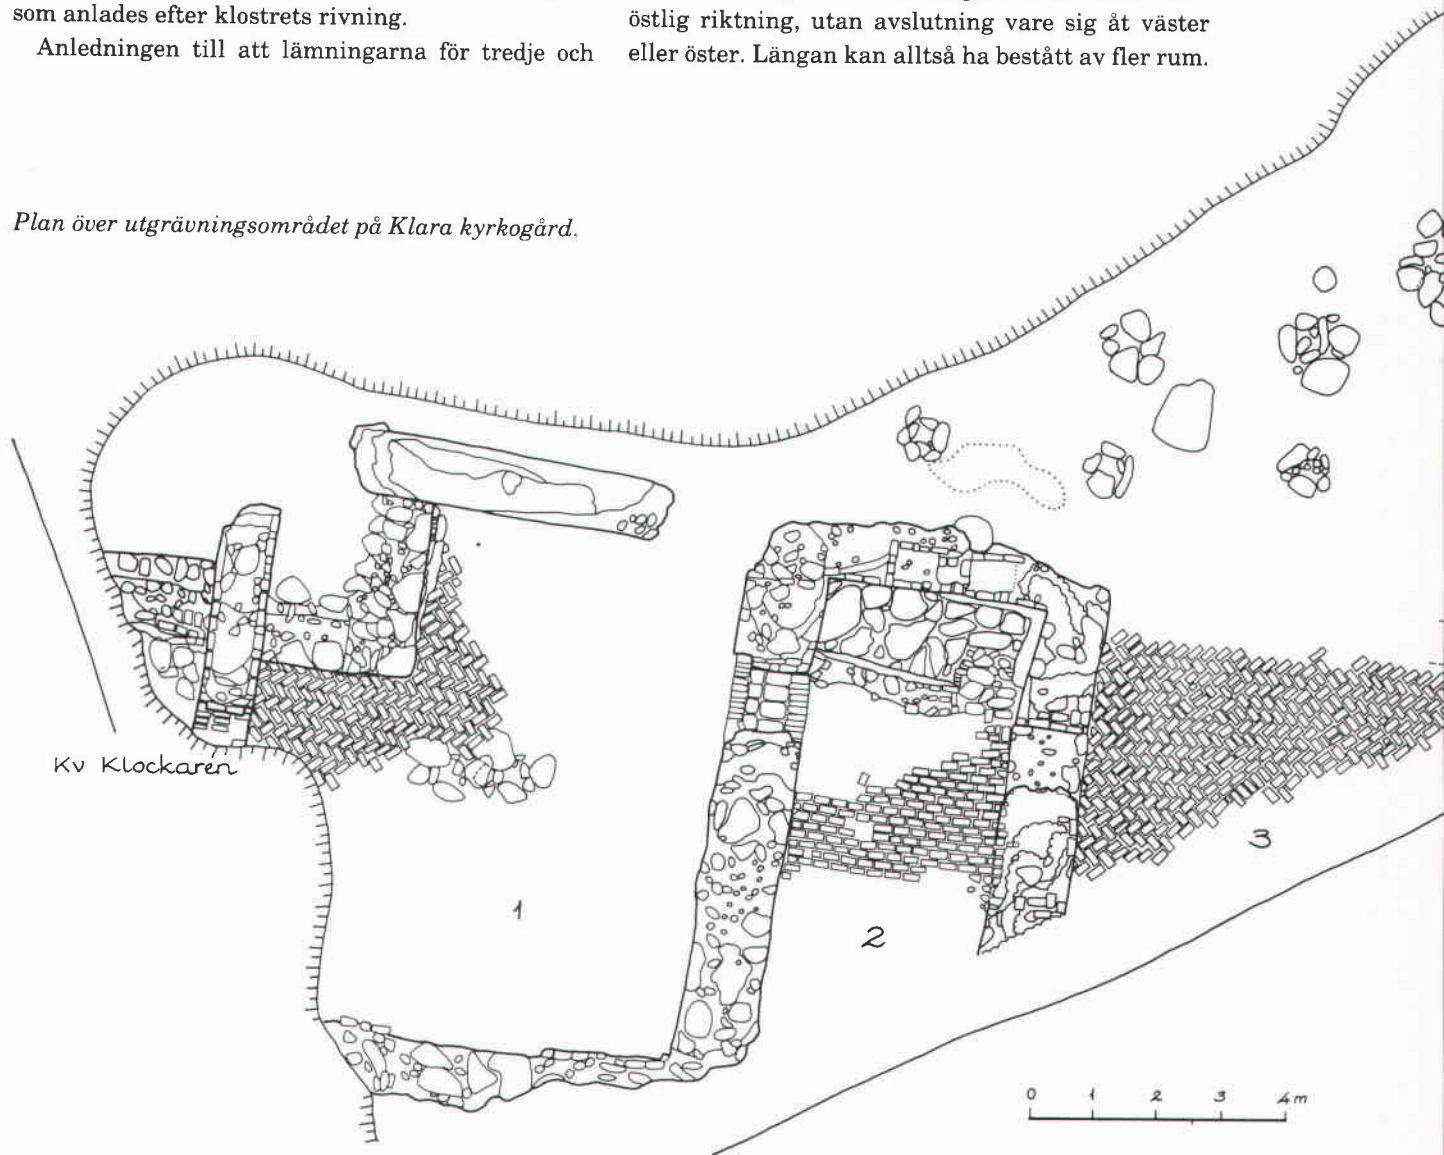 som anlades efter klostrets rivning.
Anledningen till att lämningarna för tredje och
östlig riktning, utan avslutning vare sig åt väster
eller öster. Längan kan alltså ha bestått av fler rum.
Plan över utgrävningsområdet på Klara kyrkogård.
Kv Klockaren
1
2
3
0 1 2 3 4 m